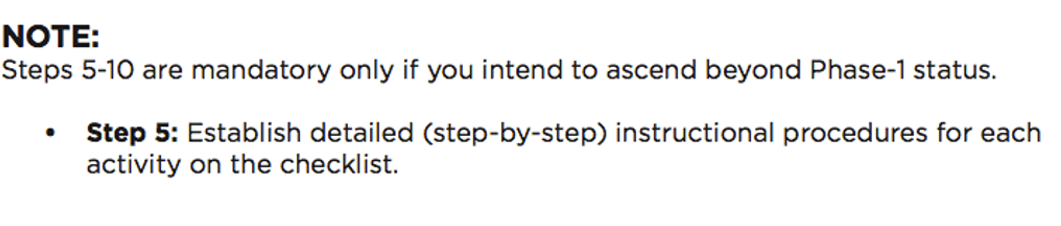 NOTE:
Steps 5-10 are mandatory only if you intend to ascend beyond Phase-1 status.
• Step 5: Establish detailed (step-by-step) instructional procedures for each
activity on the checklist.